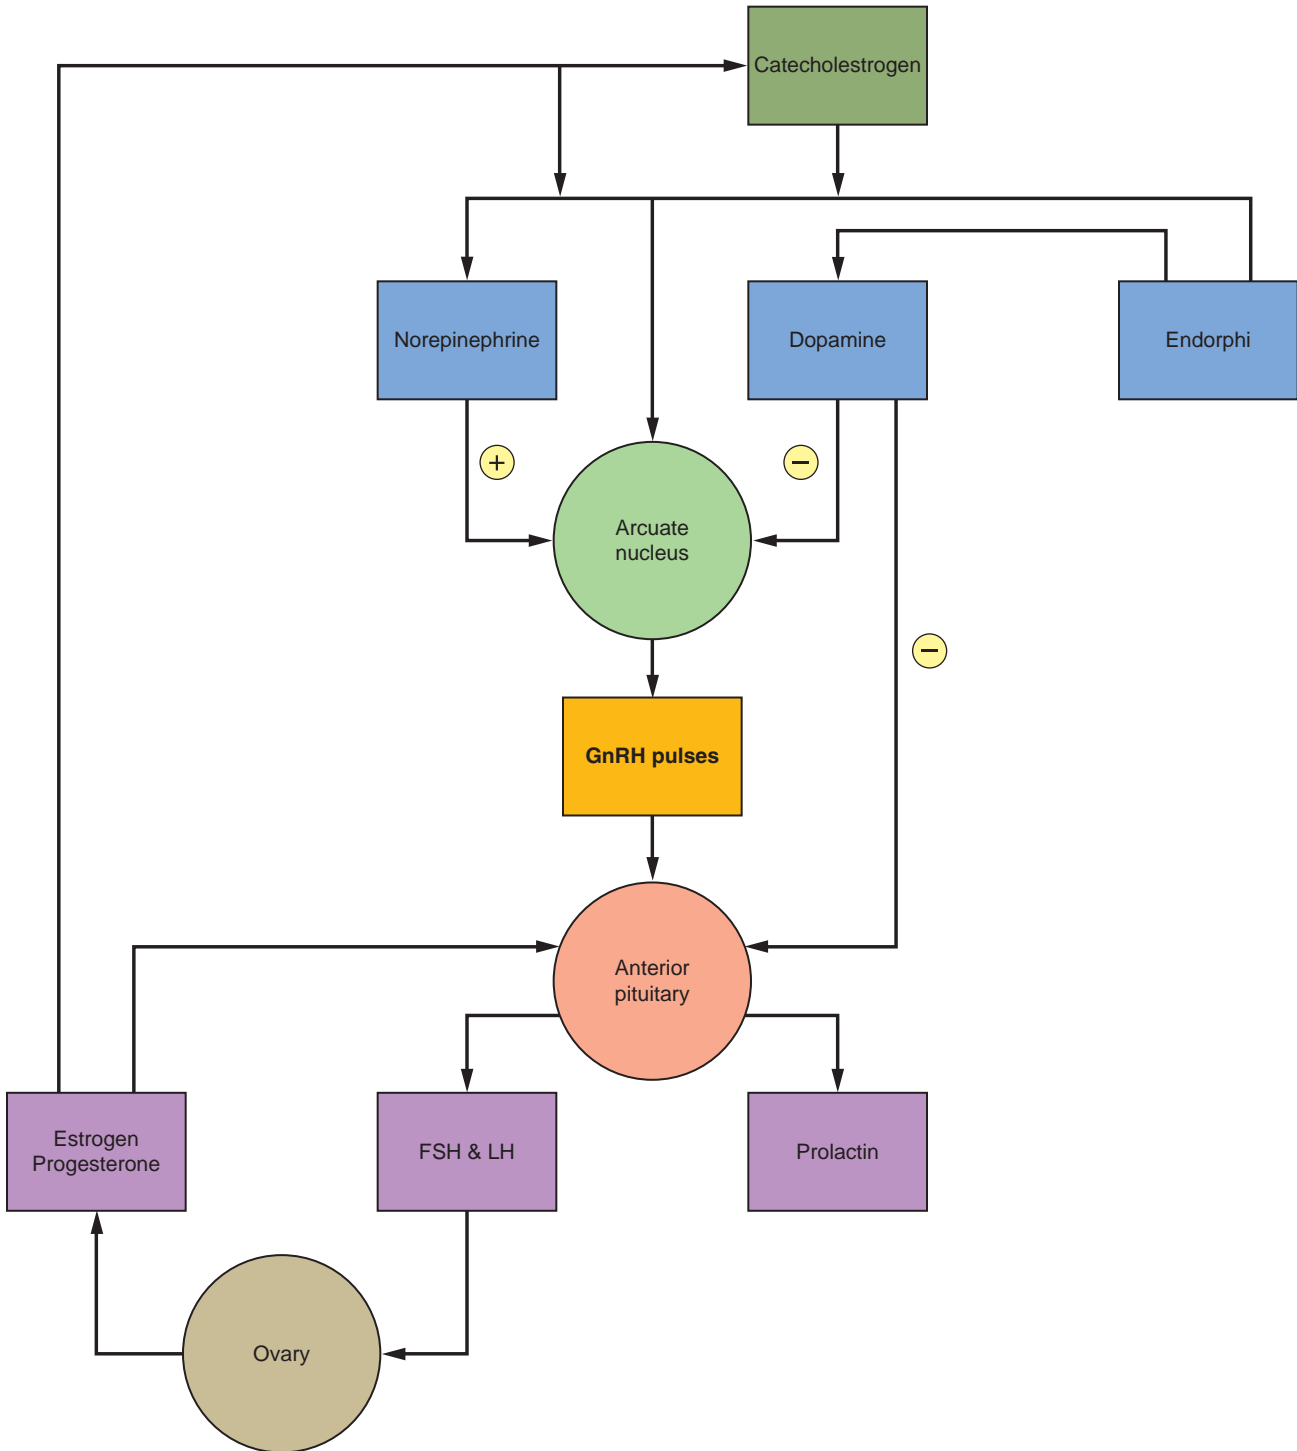 Catecholestrogen
Norepinephrine
Dopamine
Endorphi
+
−
Arcuate
nucleus
−
GnRH pulses
Anterior
pituitary
Estrogen
Progesterone
FSH & LH
Prolactin
Ovary